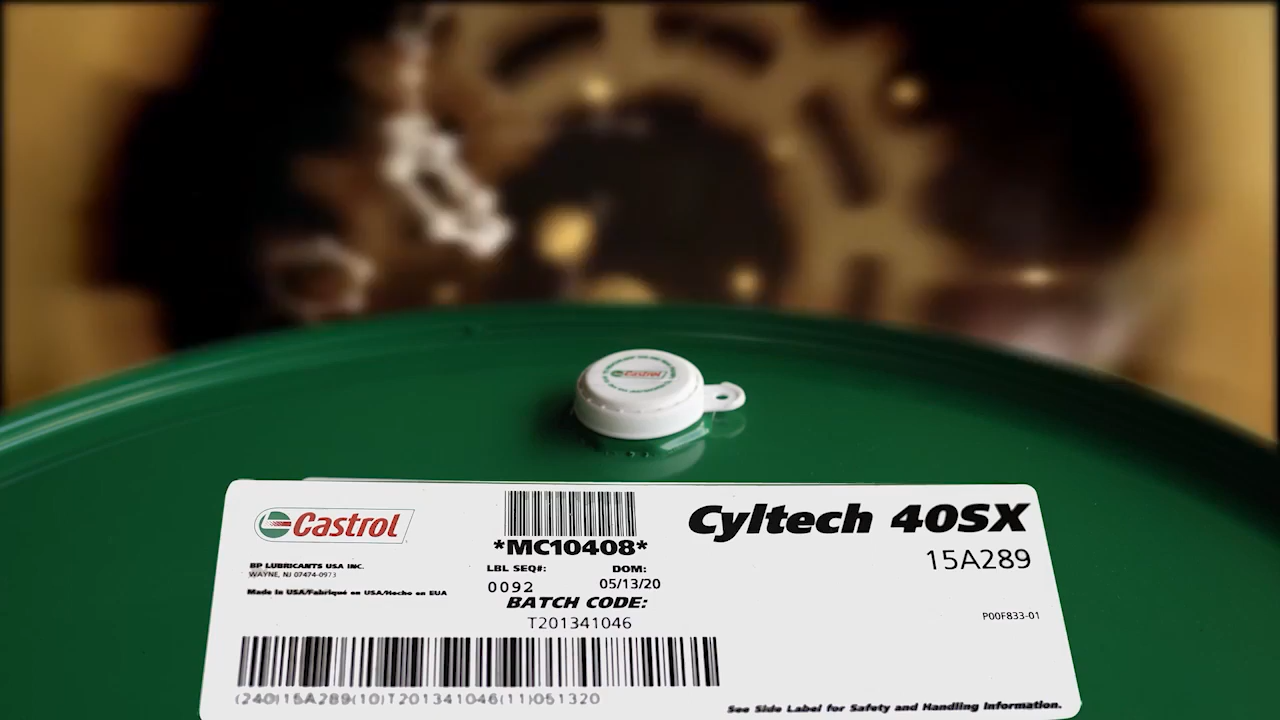 Castrol
Castrol
BP LUBRICANTS USA INC.
WAYNE, NJ 07474-0973
Made in USA/Fabriqué en USA/Hecho en EUA
*MC10408*
LBL SEQ#: DOM:
0092 05/13/20
BATCH CODE:
T201341046
Cyltech 40SX
15A289
P00F833-01
(240)15A289(10)T201341046(11)051320
See Side Label for Safety and Handling Information.